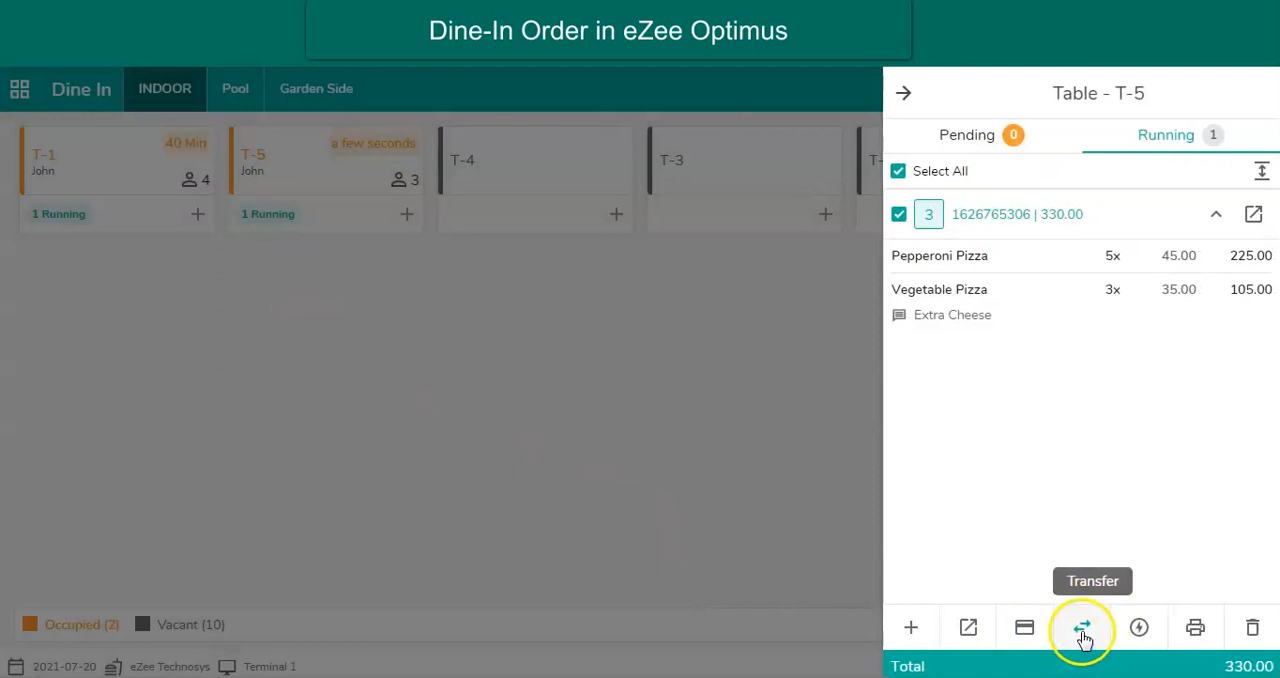 Dine-In Order in eZee Optimus
Dine In INDOOR Pool Garden Side
T-1 40 Min
John 4
1 Running +
T-5 a few seconds
John 3
1 Running +
T-4
+
T-3
+
Table - T-5
Pending 0 Running 1
Select All
3 1626765306 | 330.00
Pepperoni Pizza 5x 45.00 225.00
Vegetable Pizza 3x 35.00 105.00
Extra Cheese
Transfer
Total 330.00
Occupied (2) Vacant (10)
2021-07-20 eZee Technosys Terminal 1